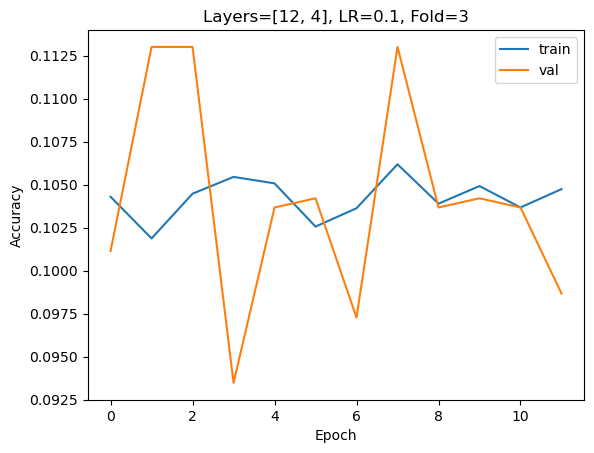 Layers=[12, 4], LR=0.1, Fold=3
train
val
0.1125
0.1100
0.1075
0.1050
0.1025
0.1000
0.0975
0.0950
0.0925
Accuracy
0 2 4 6 8 10
Epoch